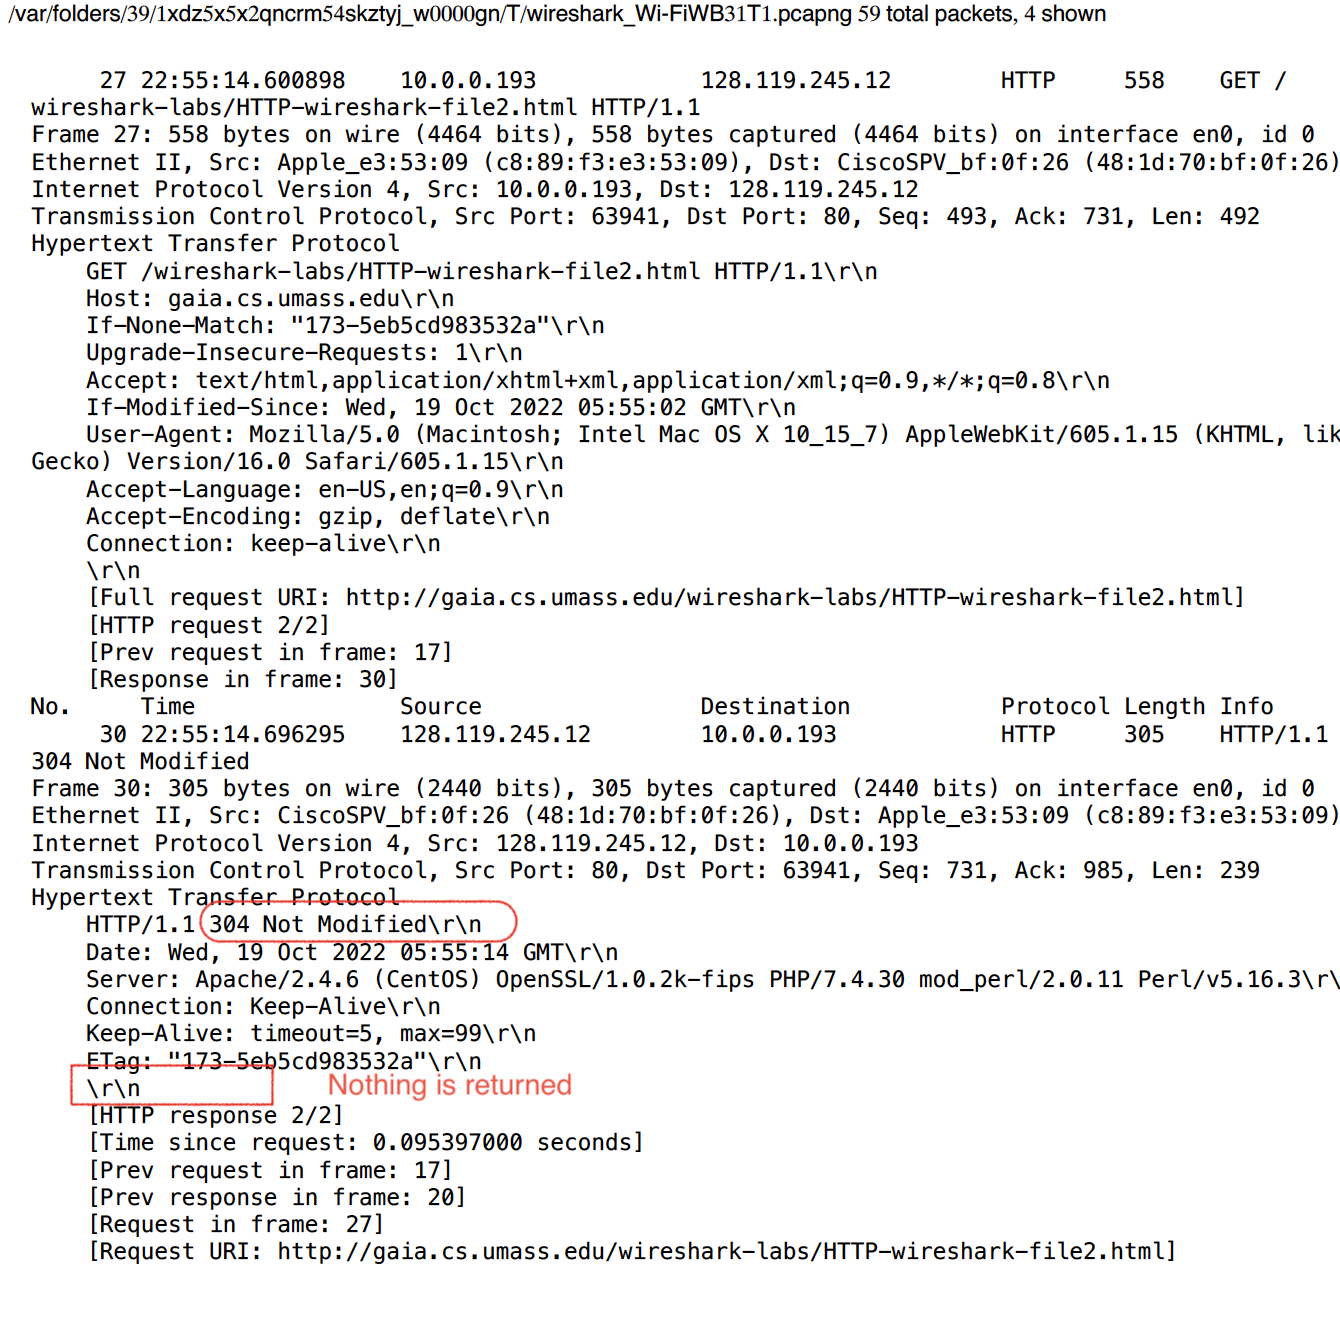 /var/folders/39/1xdz5x5x2qncrm54skztyj_w0000gn/T/wireshark_Wi-FiWB31T1.pcapng 59 total packets, 4 shown
27 22:55:14.600898 10.0.0.193 128.119.245.12 HTTP 558 GET /
wireshark-labs/HTTP-wireshark-file2.html HTTP/1.1
Frame 27: 558 bytes on wire (4464 bits), 558 bytes captured (4464 bits) on interface en0, id 0
Ethernet II, Src: Apple_e3:53:09 (c8:89:f3:e3:53:09), Dst: CiscoSPV_bf:0f:26 (48:1d:70:bf:0f:26)
Internet Protocol Version 4, Src: 10.0.0.193, Dst: 128.119.245.12
Transmission Control Protocol, Src Port: 63941, Dst Port: 80, Seq: 493, Ack: 731, Len: 492
Hypertext Transfer Protocol
GET /wireshark-labs/HTTP-wireshark-file2.html HTTP/1.1\r\n
Host: gaia.cs.umass.edu\r\n
If-None-Match: "173-5eb5cd983532a"\r\n
Upgrade-Insecure-Requests: 1\r\n
Accept: text/html,application/xhtml+xml,application/xml;q=0.9,*/*;q=0.8\r\n
If-Modified-Since: Wed, 19 Oct 2022 05:55:02 GMT\r\n
User-Agent: Mozilla/5.0 (Macintosh; Intel Mac OS X 10_15_7) AppleWebKit/605.1.15 (KHTML, lik
Gecko) Version/16.0 Safari/605.1.15\r\n
Accept-Language: en-US,en;q=0.9\r\n
Accept-Encoding: gzip, deflate\r\n
Connection: keep-alive\r\n
\r\n
[Full request URI: http://gaia.cs.umass.edu/wireshark-labs/HTTP-wireshark-file2.html]
[HTTP request 2/2]
[Prev request in frame: 17]
[Response in frame: 30]
No. Time Source Destination Protocol Length Info
30 22:55:14.696295 128.119.245.12 10.0.0.193 HTTP 305 HTTP/1.1
304 Not Modified
Frame 30: 305 bytes on wire (2440 bits), 305 bytes captured (2440 bits) on interface en0, id 0
Ethernet II, Src: CiscoSPV_bf:0f:26 (48:1d:70:bf:0f:26), Dst: Apple_e3:53:09 (c8:89:f3:e3:53:09)
Internet Protocol Version 4, Src: 128.119.245.12, Dst: 10.0.0.193
Transmission Control Protocol, Src Port: 80, Dst Port: 63941, Seq: 731, Ack: 985, Len: 239
Hypertext Transfer Protocol
HTTP/1.1 304 Not Modified\r\n
Date: Wed, 19 Oct 2022 05:55:14 GMT\r\n
Server: Apache/2.4.6 (CentOS) OpenSSL/1.0.2k-fips PHP/7.4.30 mod_perl/2.0.11 Perl/v5.16.3\r\
Connection: Keep-Alive\r\n
Keep-Alive: timeout=5, max=99\r\n
ETag: "173-5eb5cd983532a"\r\n
\r\n Nothing is returned
[HTTP response 2/2]
[Time since request: 0.095397000 seconds]
[Prev request in frame: 17]
[Prev response in frame: 20]
[Request in frame: 27]
[Request URI: http://gaia.cs.umass.edu/wireshark-labs/HTTP-wireshark-file2.html]